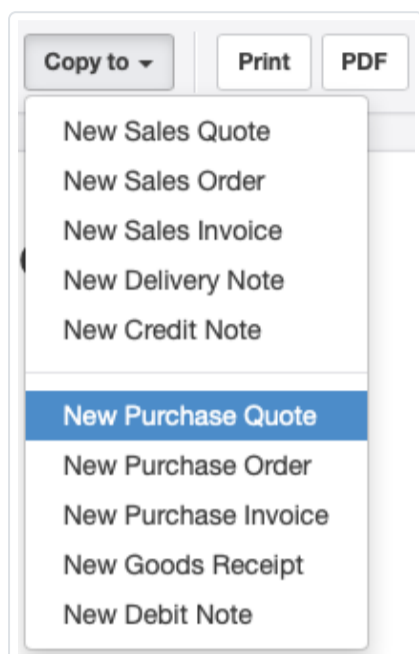 Copy to Print PDF
New Sales Quote
New Sales Order
New Sales Invoice
New Delivery Note
New Credit Note
New Purchase Quote
New Purchase Order
New Purchase Invoice
New Goods Receipt
New Debit Note